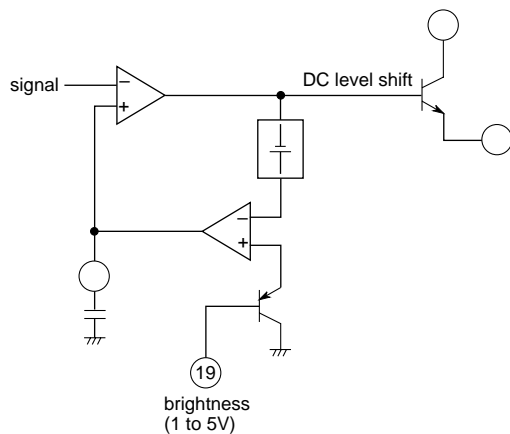 DC level shift
signal
−
+
−
+
19
brightness
(1 to 5V)